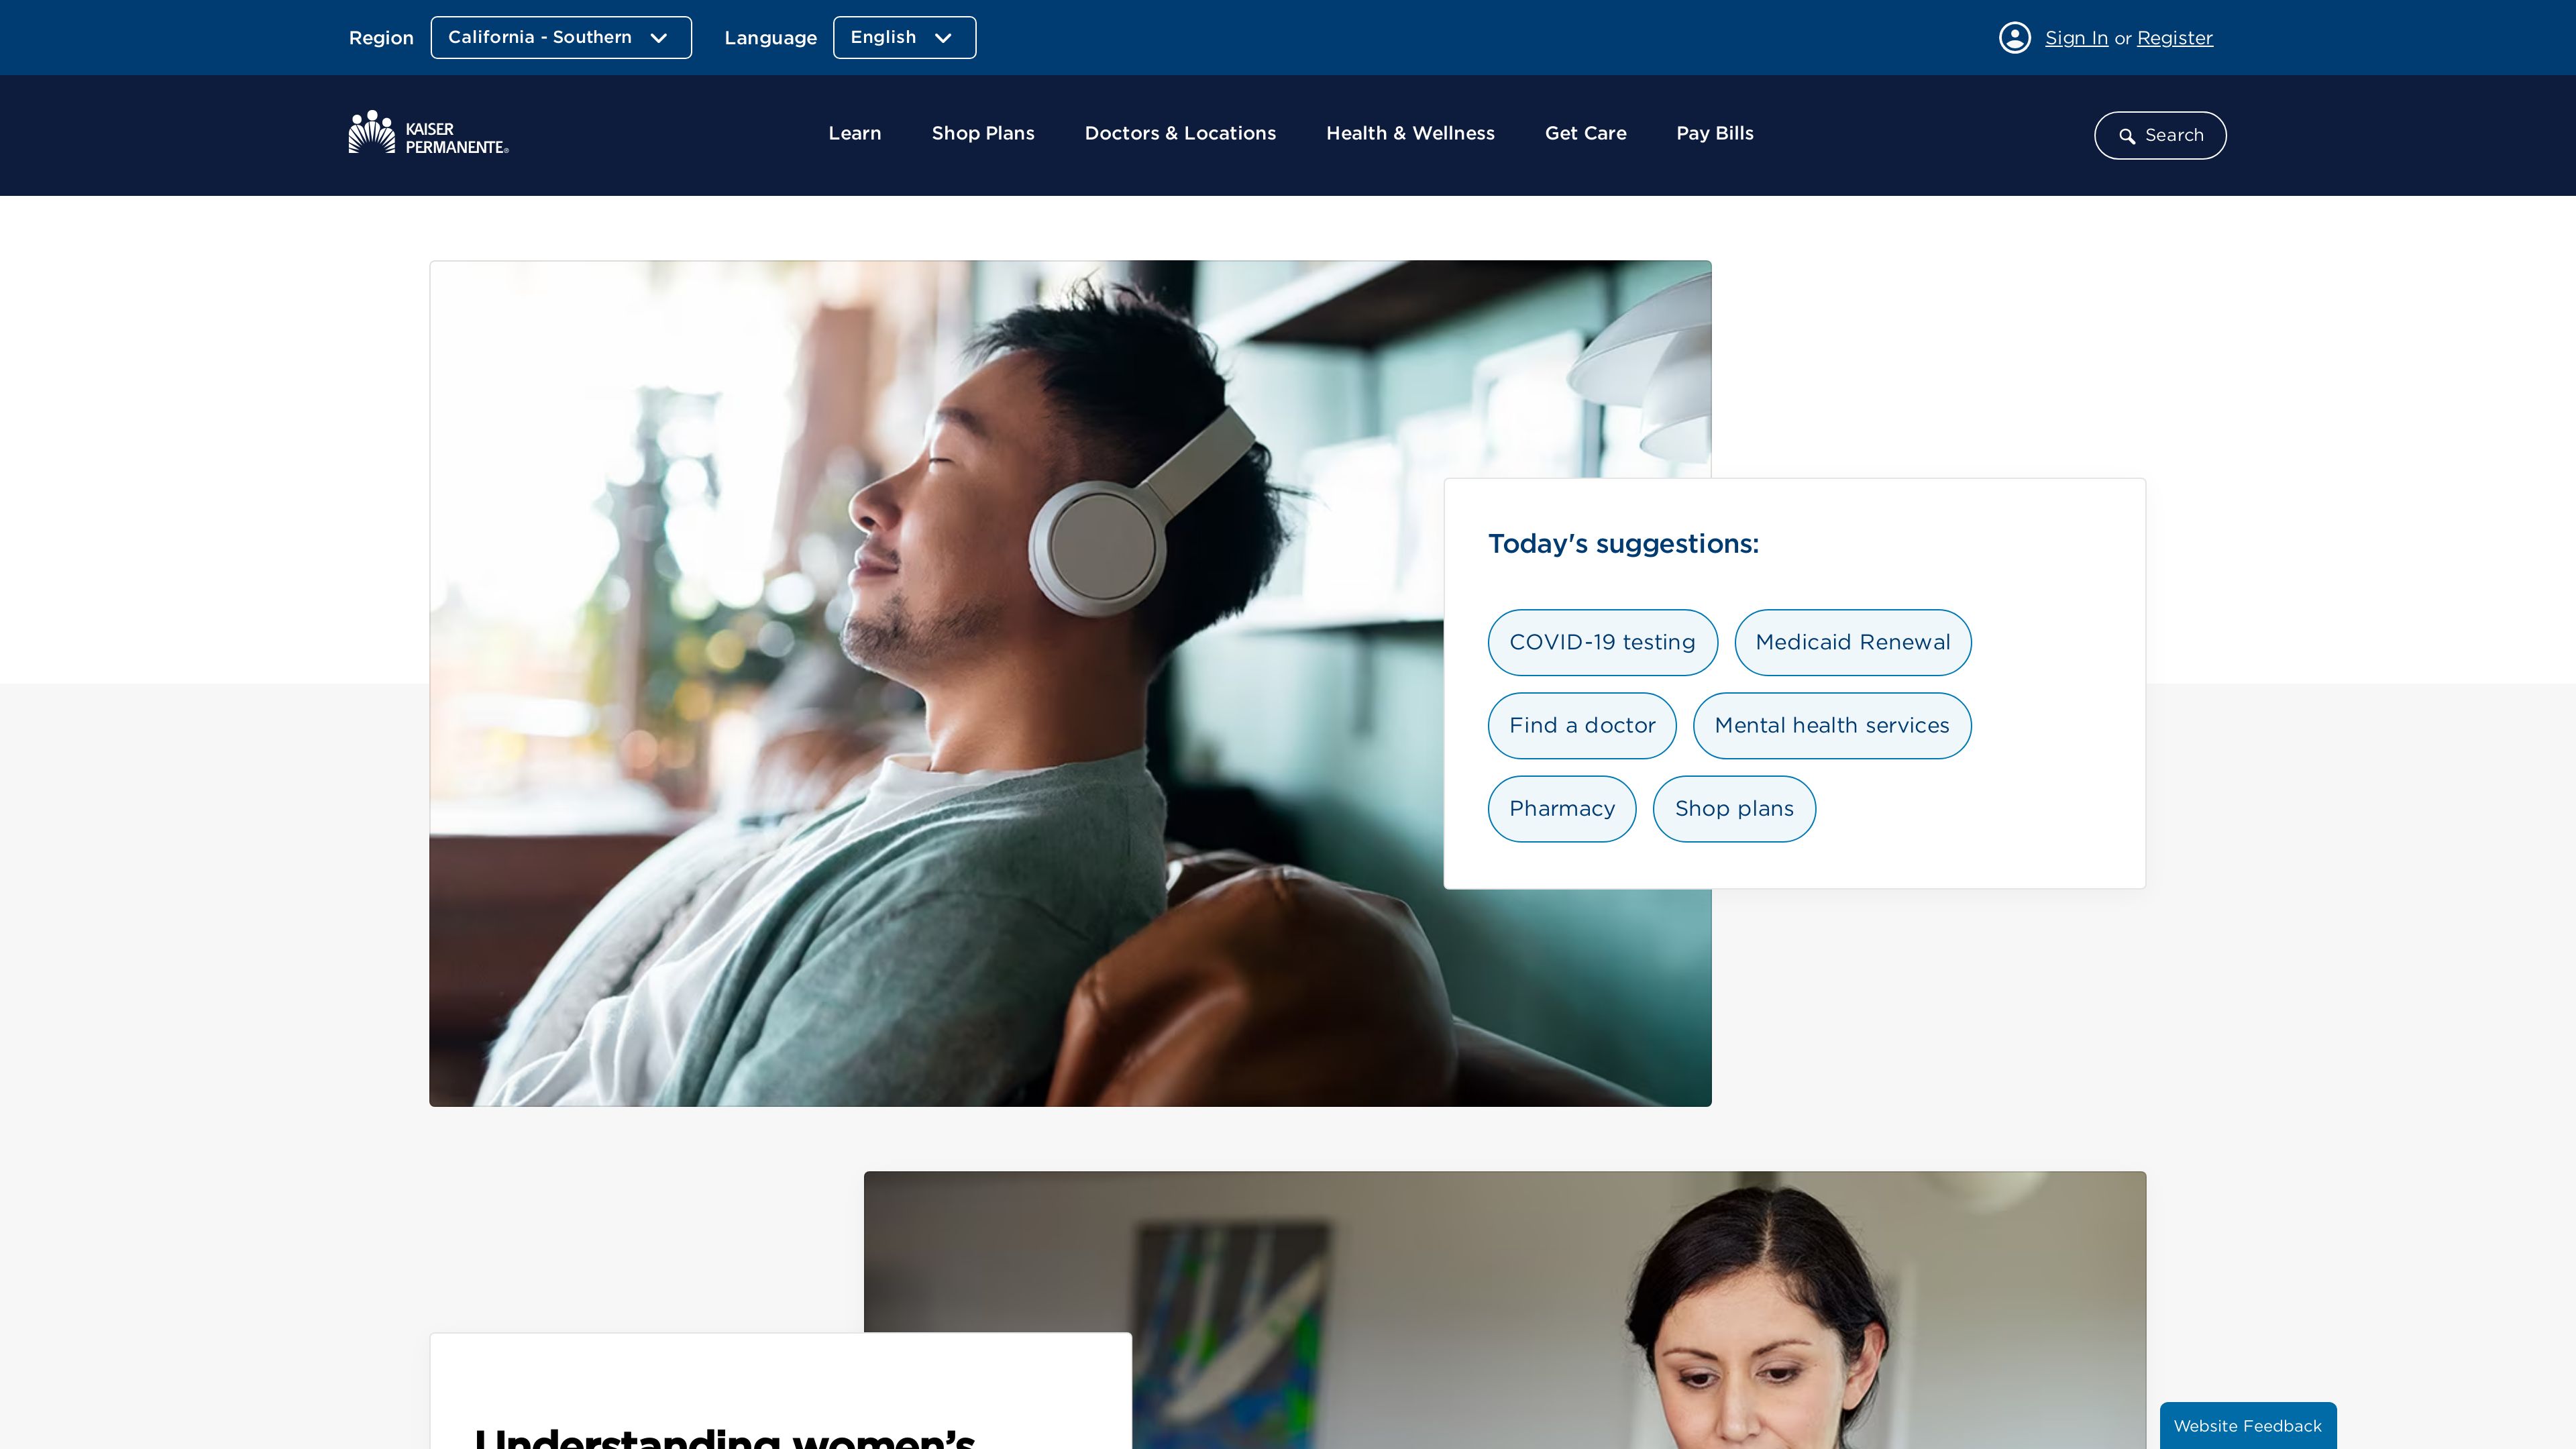 Region California - Southern Language English Sign In or Register
KAISER
PERMANENTE®
Learn Shop Plans Doctors & Locations Health & Wellness Get Care Pay Bills Search
Today's suggestions:
COVID-19 testing Medicaid Renewal
Find a doctor Mental health services
Pharmacy Shop plans
Understanding women's
Website Feedback